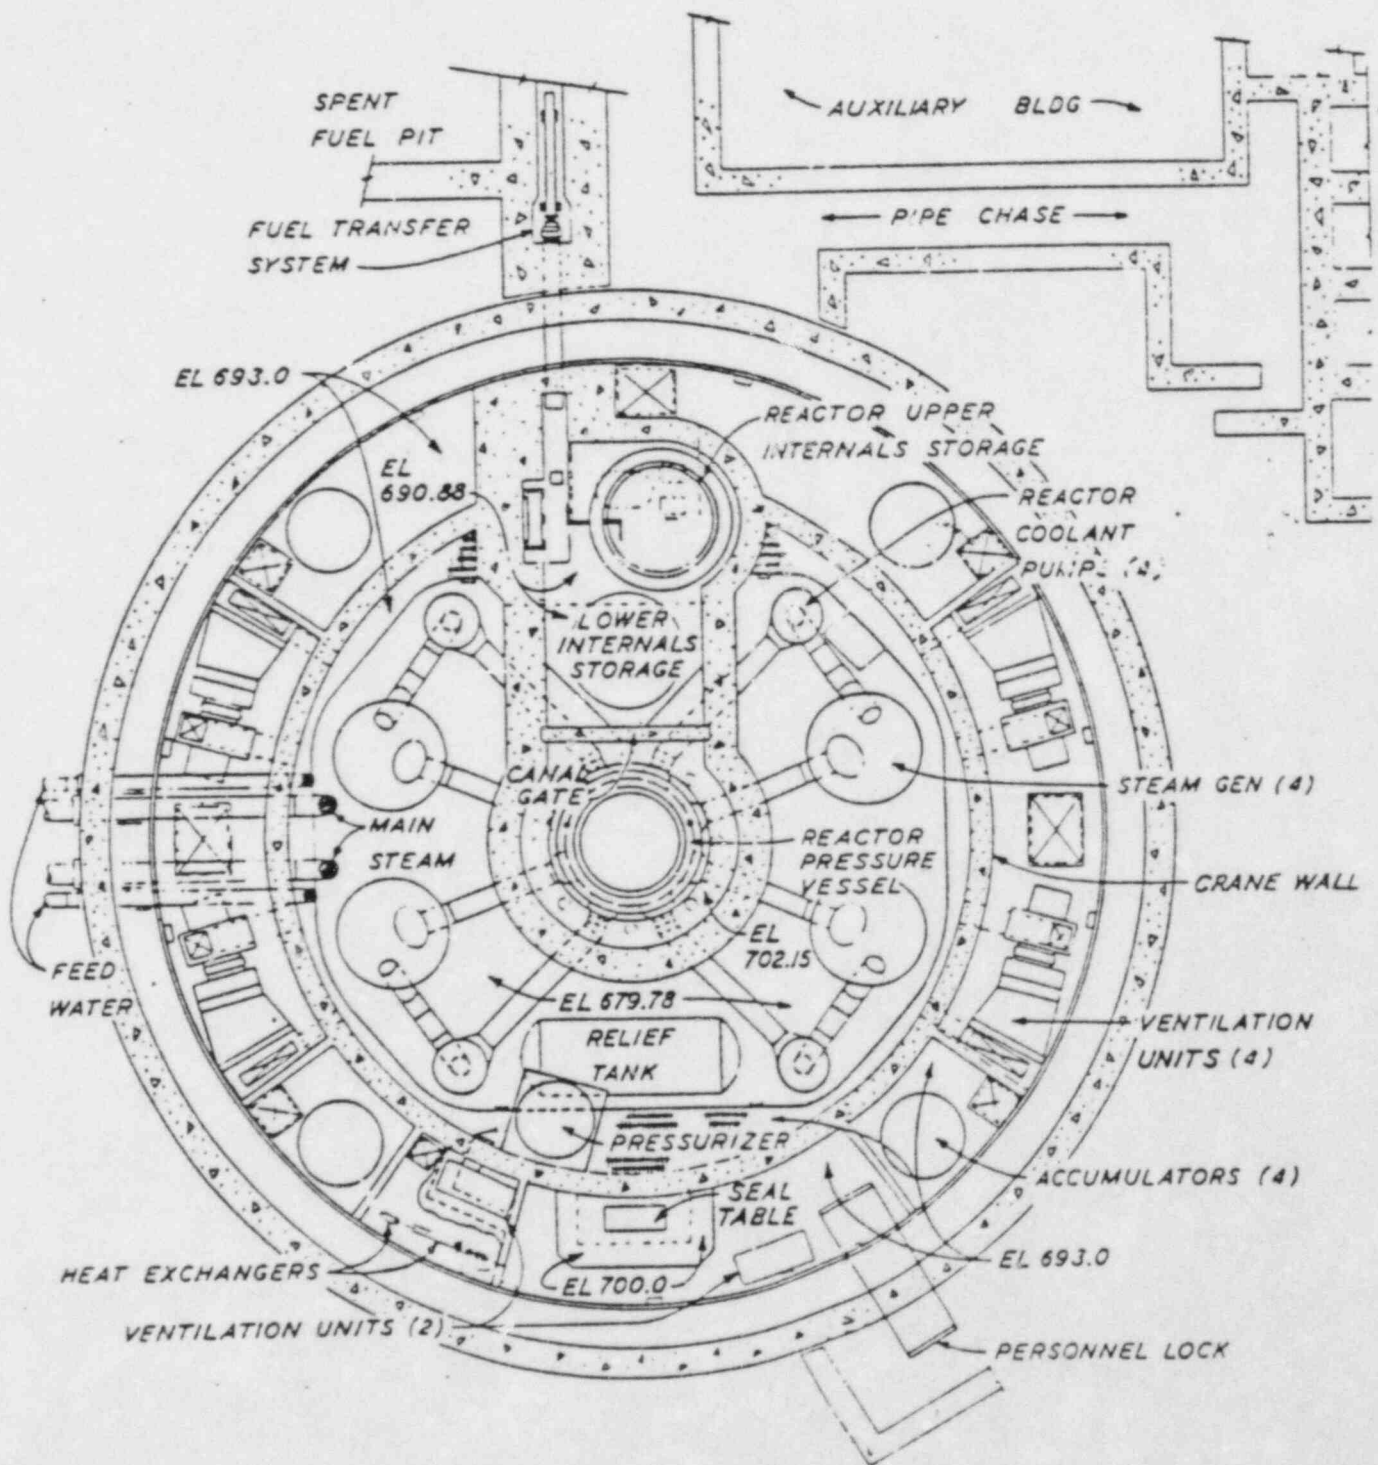 SPENT
FUEL PIT
AUXILIARY BLDG
FUEL TRANSFER
SYSTEM
PIPE CHASE
EL 693.0
REACTOR UPPER
INTERNALS STORAGE
EL
690.88
REACTOR
COOLANT
PUMPS (4)
LOWER
INTERNALS
STORAGE
CANAL
GATE
STEAM GEN (4)
MAIN
STEAM
REACTOR
PRESSURE
VESSEL
CRANE WALL
EL
702.15
FEED
WATER
EL 679.78
RELIEF
TANK
VENTILATION
UNITS (4)
PRESSURIZER
ACCUMULATORS (4)
SEAL
TABLE
HEAT EXCHANGERS
EL 700.0
EL 693.0
VENTILATION UNITS (2)
PERSONNEL LOCK